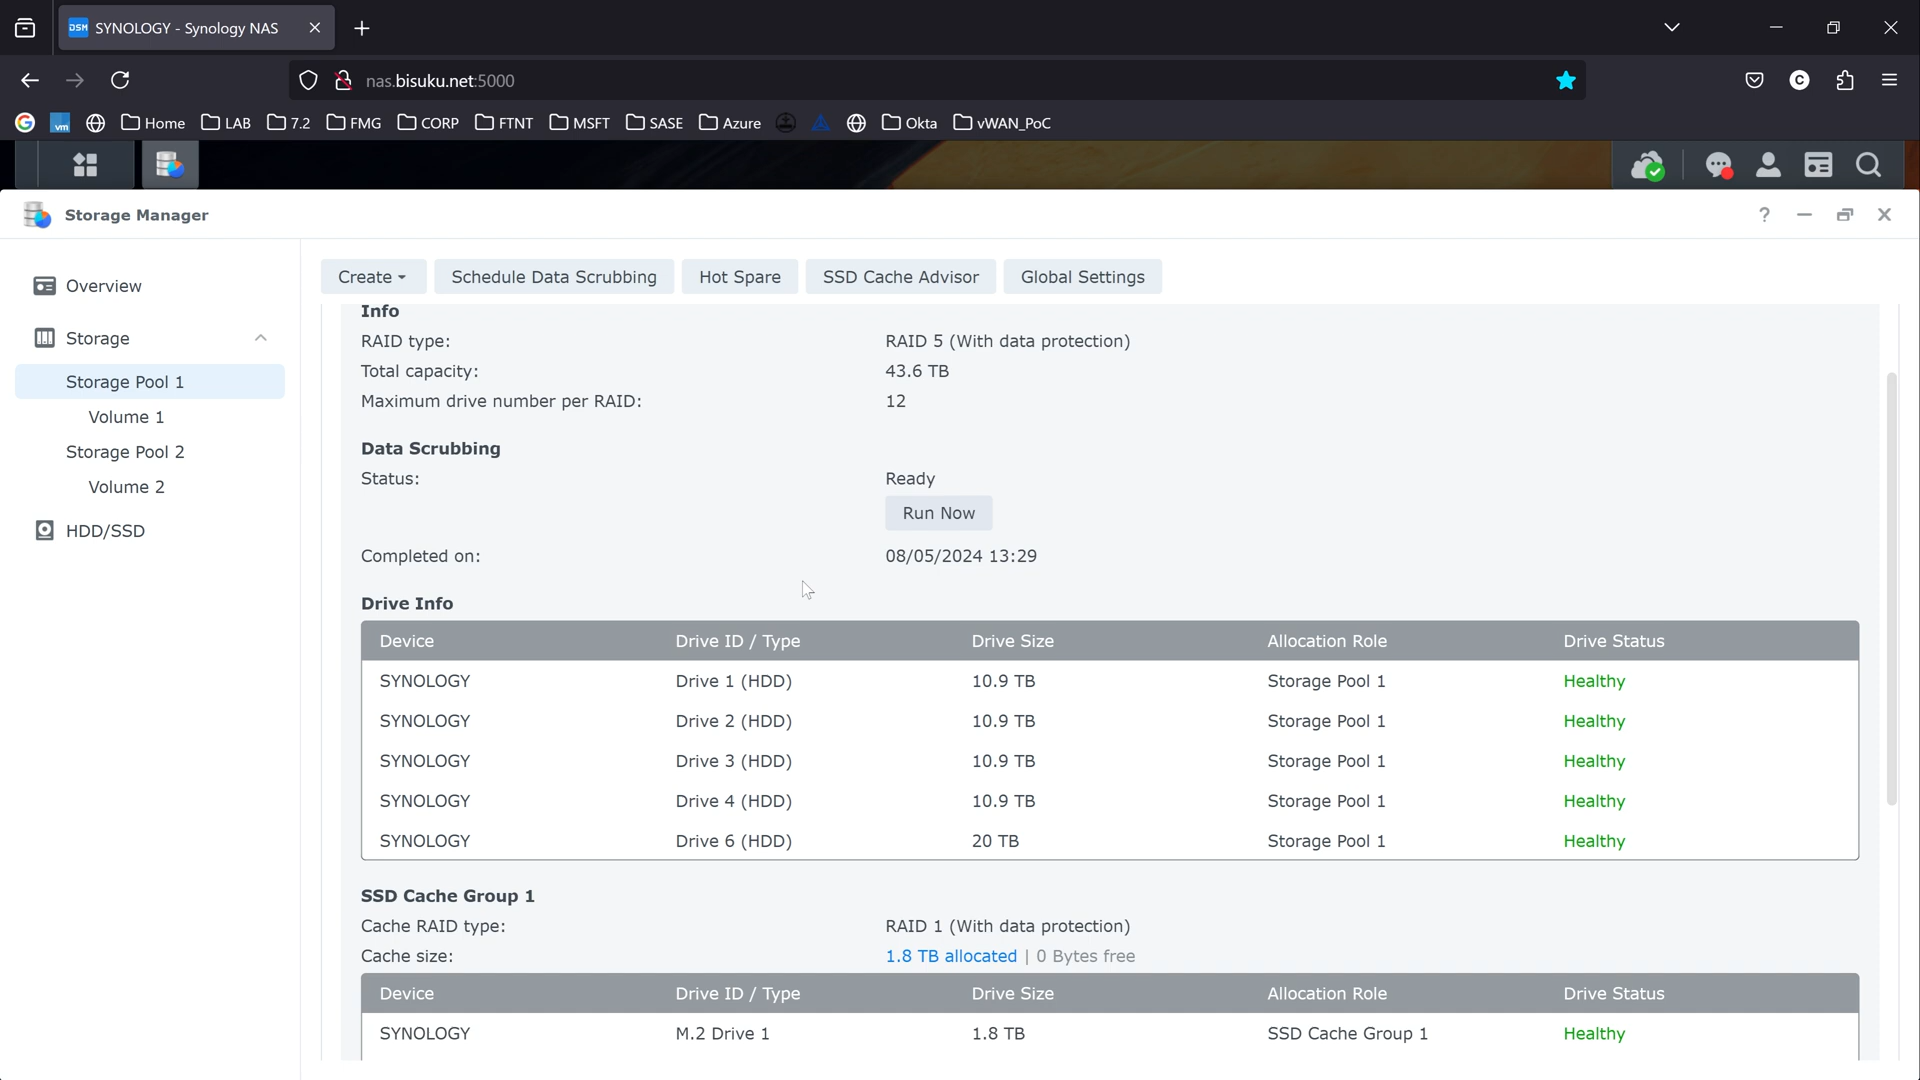 DSM SYNOLOGY - Synology NAS
nas.bisuku.net:5000
C
vm Home LAB 7.2 FMG CORP FTNT MSFT SASE Azure Okta vWAN_PoC
Storage Manager
?
Overview
Storage
Storage Pool 1
Volume 1
Storage Pool 2
Volume 2
HDD/SSD
Create Schedule Data Scrubbing Hot Spare SSD Cache Advisor Global Settings
Info
RAID type: RAID 5 (With data protection)
Total capacity: 43.6 TB
Maximum drive number per RAID: 12
Data Scrubbing
Status: Ready
Run Now
Completed on: 08/05/2024 13:29
Drive Info
Device Drive ID / Type Drive Size Allocation Role Drive Status
SYNOLOGY Drive 1 (HDD) 10.9 TB Storage Pool 1 Healthy
SYNOLOGY Drive 2 (HDD) 10.9 TB Storage Pool 1 Healthy
SYNOLOGY Drive 3 (HDD) 10.9 TB Storage Pool 1 Healthy
SYNOLOGY Drive 4 (HDD) 10.9 TB Storage Pool 1 Healthy
SYNOLOGY Drive 6 (HDD) 20 TB Storage Pool 1 Healthy
SSD Cache Group 1
Cache RAID type: RAID 1 (With data protection)
Cache size: 1.8 TB allocated | 0 Bytes free
Device Drive ID / Type Drive Size Allocation Role Drive Status
SYNOLOGY M.2 Drive 1 1.8 TB SSD Cache Group 1 Healthy